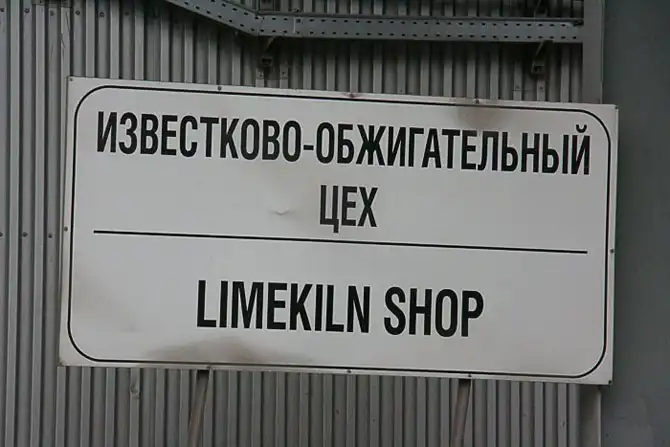 ИЗВЕСТКОВО-ОБЖИГАТЕЛЬНЫЙ
ЦЕХ
LIMEKILN SHOP